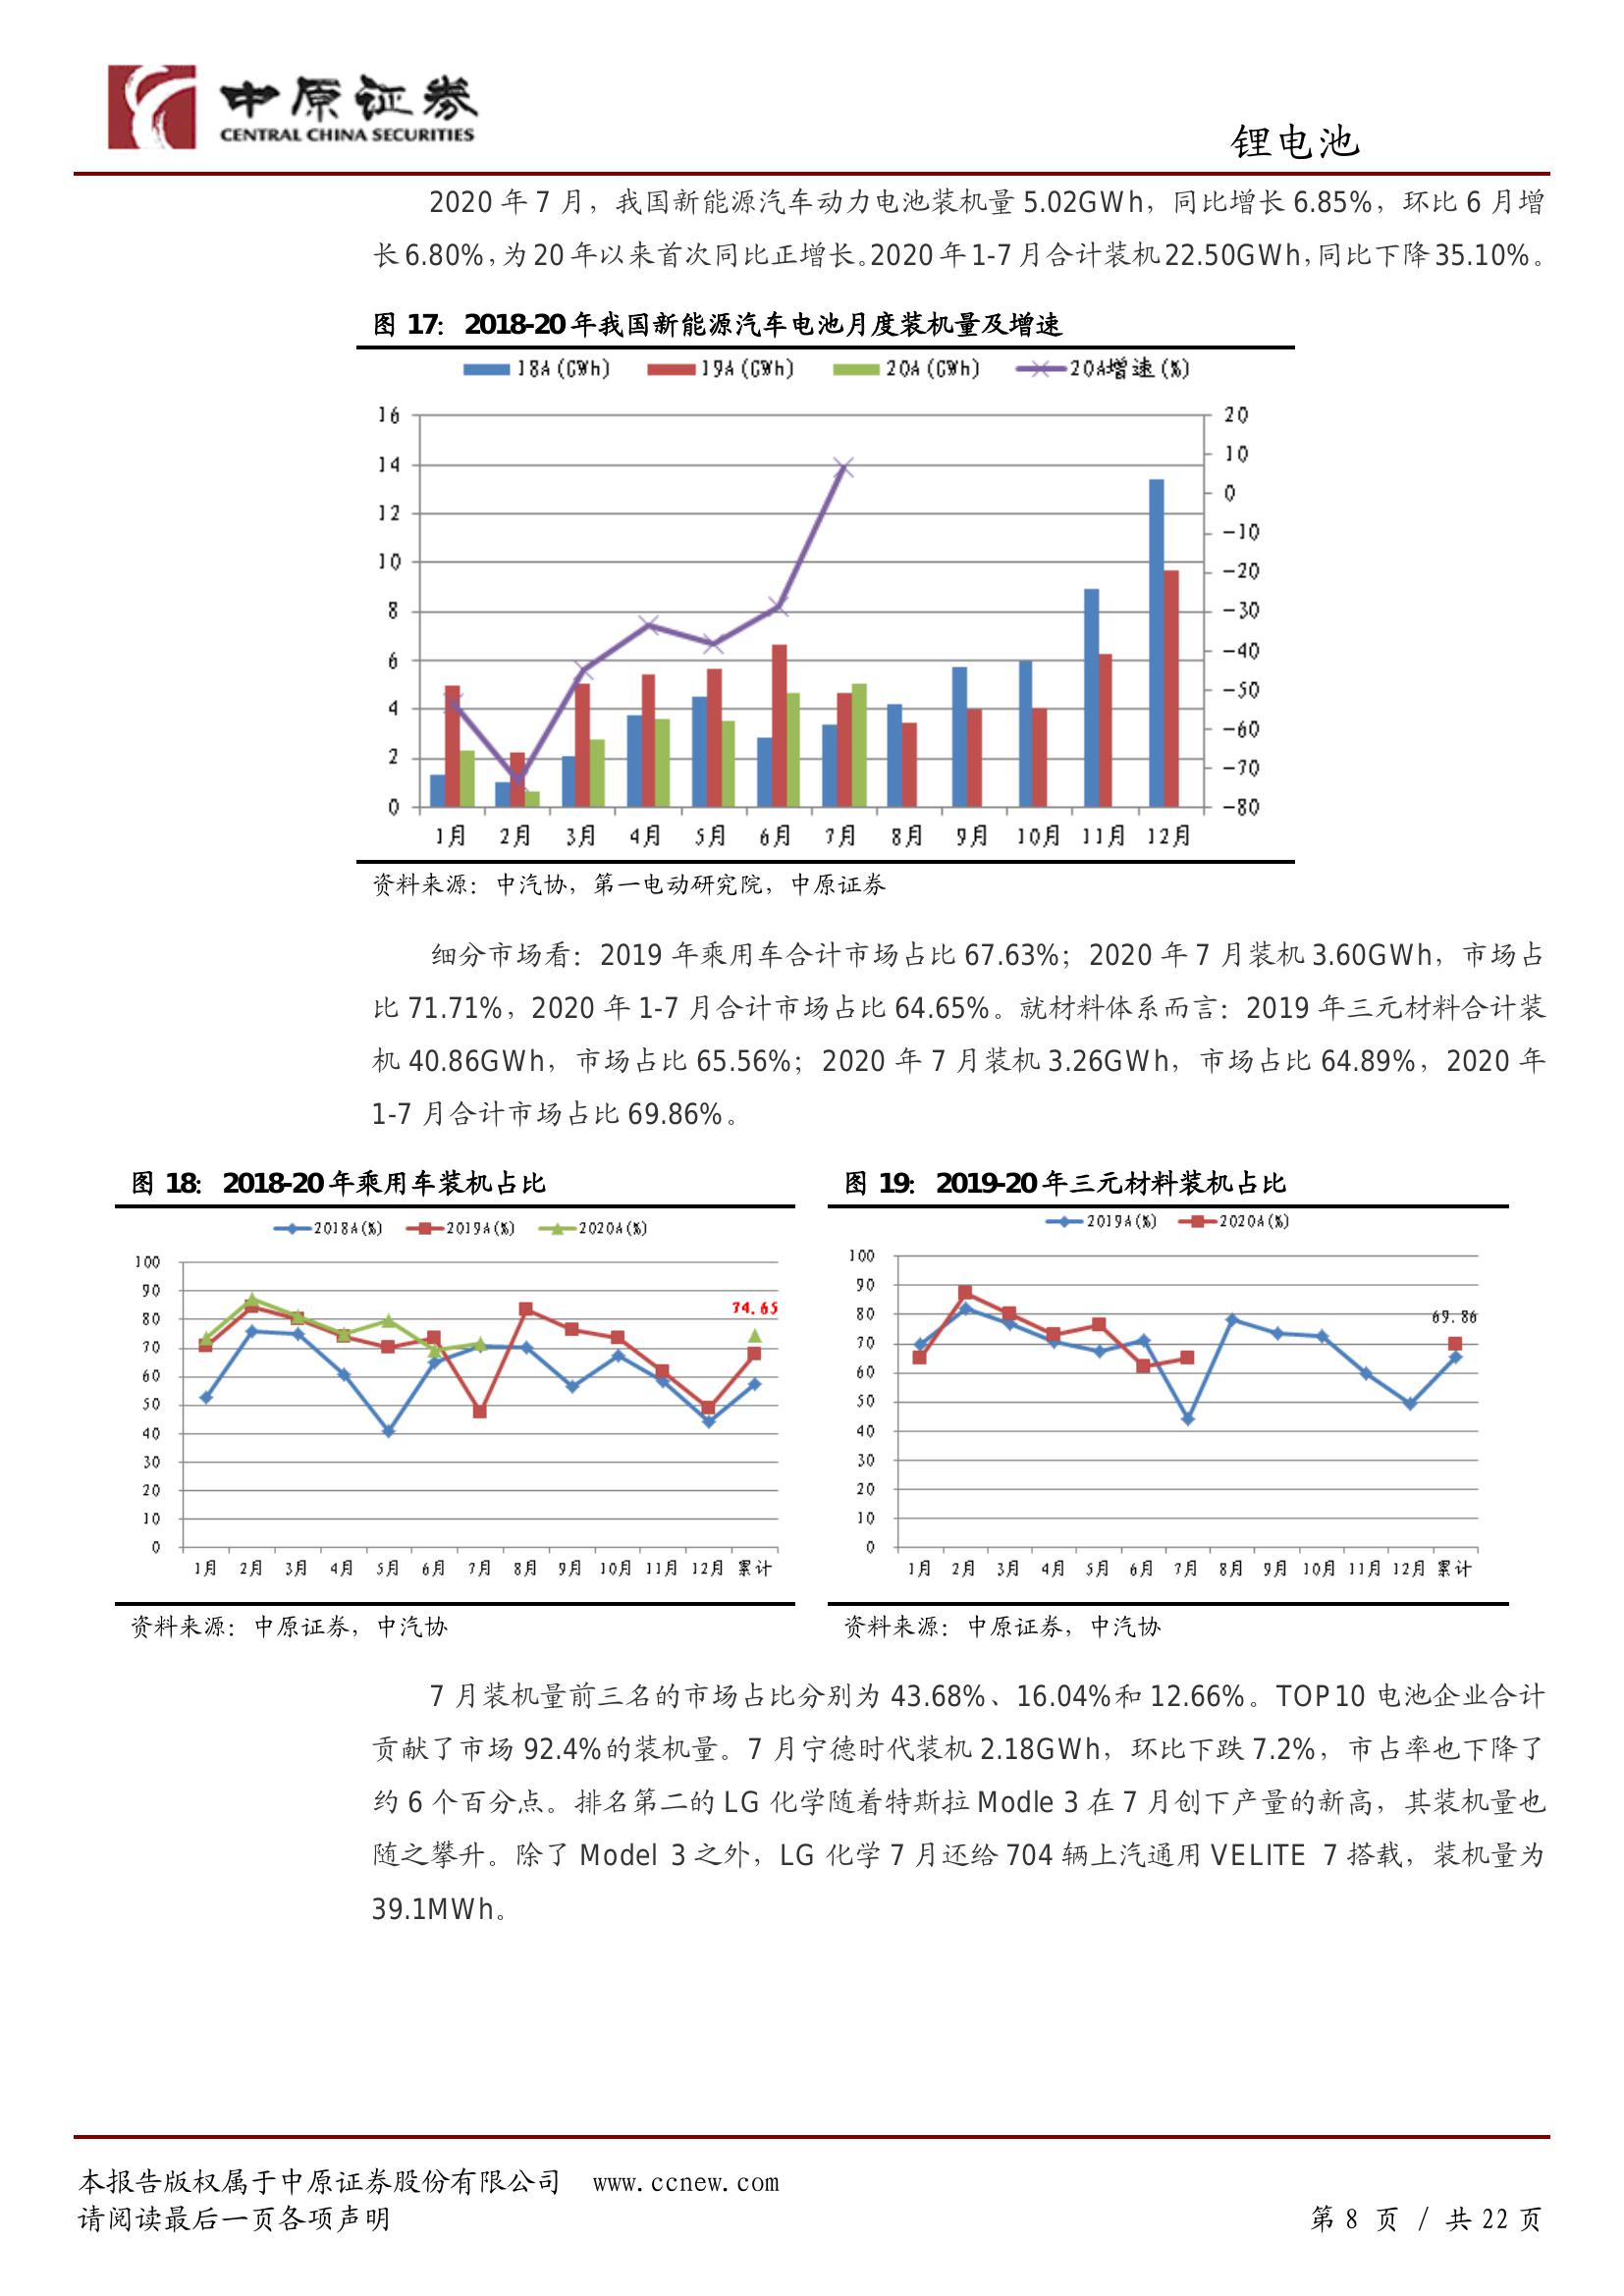 中原证券
CENTRAL CHINA SECURITIES
锂电池
2020 年 7 月，我国新能源汽车动力电池装机量 5.02GWh，同比增长 6.85%，环比 6 月增
长 6.80%，为 20 年以来首次同比正增长。2020 年 1-7 月合计装机 22.50GWh，同比下降 35.10%。
图 17： 2018-20 年我国新能源汽车电池月度装机量及增速
18A(GWh) 19A(GWh) 20A(GWh) 20A增速(%)
16 20
14 10
12 0
10 -10
8 -20
6 -30
4 -40
2 -50
0 -60
-70
-80
1月 2月 3月 4月 5月 6月 7月 8月 9月 10月 11月 12月
资料来源：中汽协，第一电动研究院，中原证券
细分市场看：2019 年乘用车合计市场占比 67.63%；2020 年 7 月装机 3.60GWh，市场占
比 71.71%，2020 年 1-7 月合计市场占比 64.65%。就材料体系而言：2019 年三元材料合计装
机 40.86GWh，市场占比 65.56%；2020 年 7 月装机 3.26GWh，市场占比 64.89%，2020 年
1-7 月合计市场占比 69.86%。
图 18： 2018-20 年乘用车装机占比
2018A(%) 2019A(%) 2020A(%)
100
90
80
70
60
50
40
30
20
10
0
74.65
1月 2月 3月 4月 5月 6月 7月 8月 9月 10月 11月 12月 累计
资料来源：中原证券，中汽协
图 19： 2019-20 年三元材料装机占比
2019A(%) 2020A(%)
100
90
80
70
60
50
40
30
20
10
0
69.86
1月 2月 3月 4月 5月 6月 7月 8月 9月 10月 11月 12月 累计
资料来源：中原证券，中汽协
7 月装机量前三名的市场占比分别为 43.68%、16.04%和 12.66%。TOP10 电池企业合计
贡献了市场 92.4%的装机量。7 月宁德时代装机 2.18GWh，环比下跌 7.2%，市占率也下降了
约 6 个百分点。排名第二的 LG 化学随着特斯拉 Modle 3 在 7 月创下产量的新高，其装机量也
随之攀升。除了 Model 3 之外，LG 化学 7 月还给 704 辆上汽通用 VELITE 7 搭载，装机量为
39.1MWh。
本报告版权属于中原证券股份有限公司 www.ccnew.com
请阅读最后一页各项声明
第 8 页 / 共 22 页